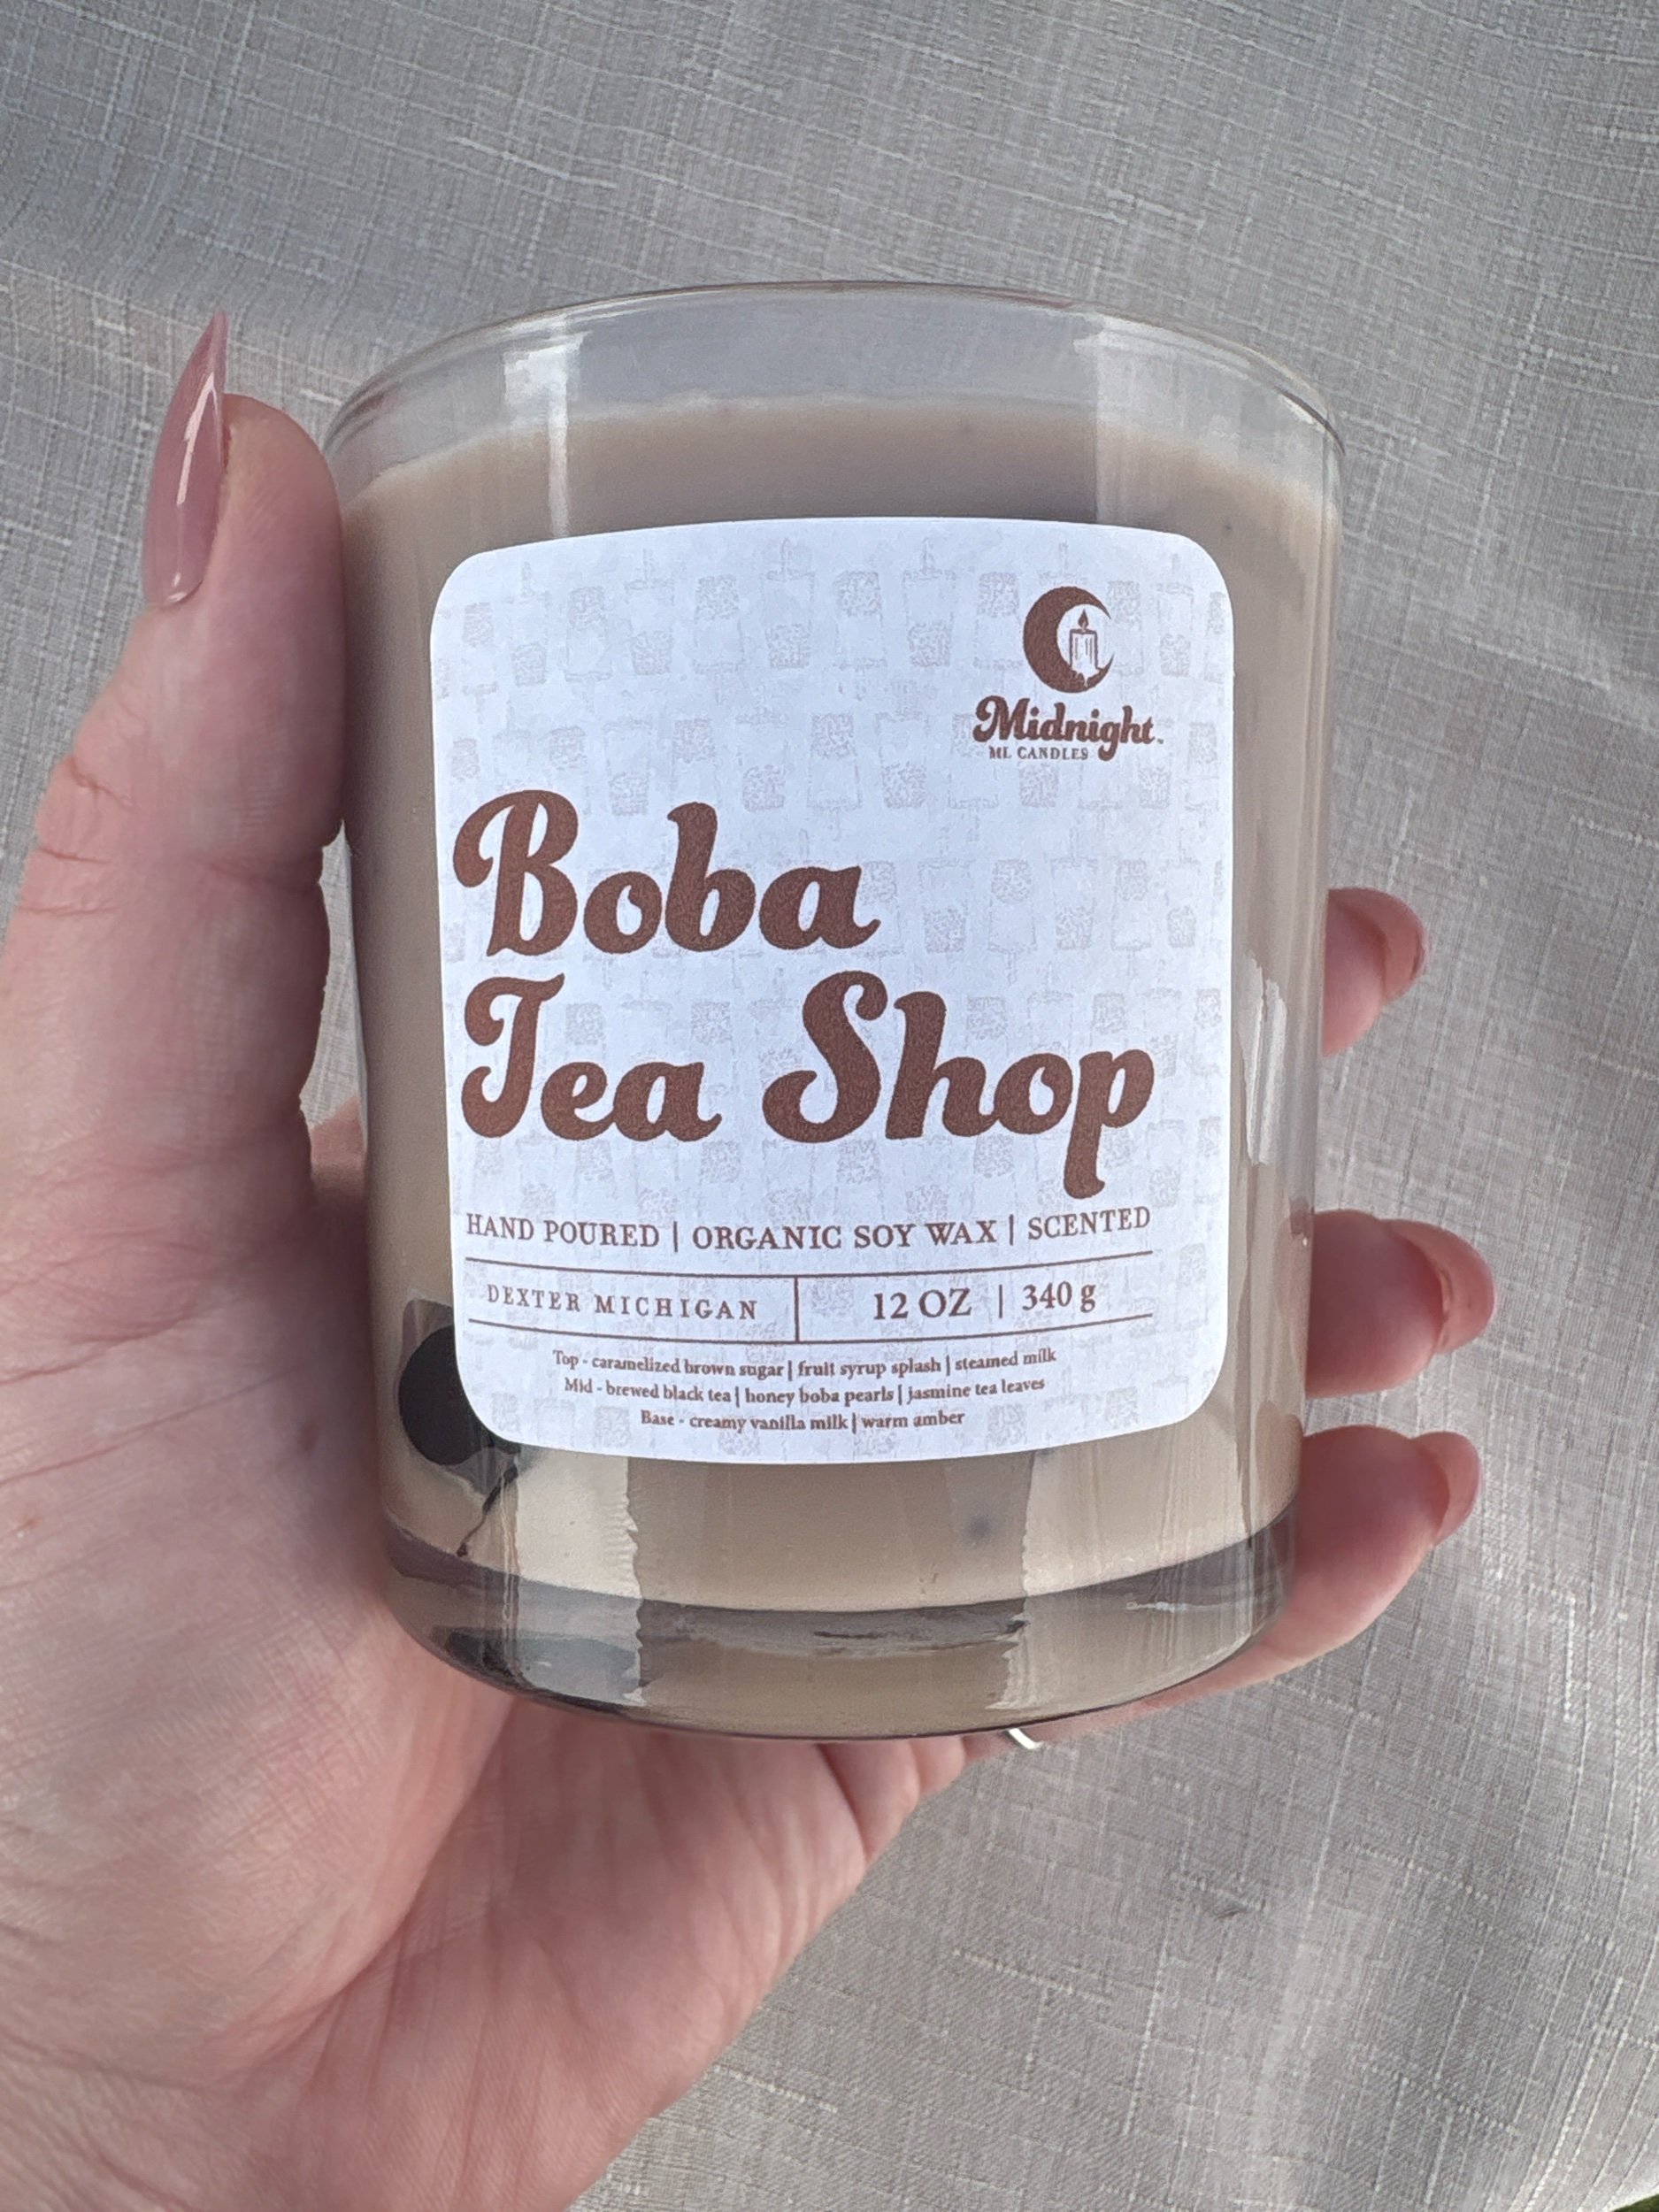 Midnight
MI. CANDLES
Boba
Tea Shop
HAND POURED | ORGANIC SOY WAX | SCENTED
DEXTER MICHIGAN
12 OZ | 340 g
Top - caramelized brown sugar | fruit syrup splash | steamed milk
Mid - brewed black tea | honey boba pearls | jasmine tea leaves
Base - creamy vanilla milk | warm amber